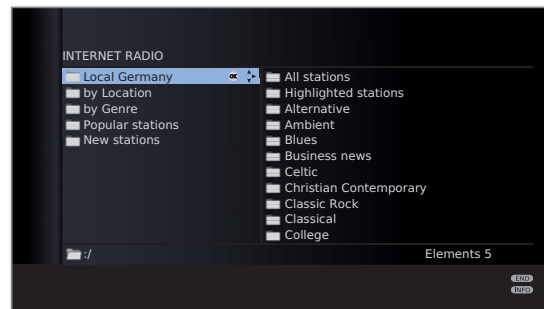 INTERNET RADIO
Local Germany OK
by Location
by Genre
Popular stations
New stations
All stations
Highlighted stations
Alternative
Ambient
Blues
Business news
Celtic
Christian Contemporary
Classic Rock
Classical
College
:/
Elements 5
END
INFO